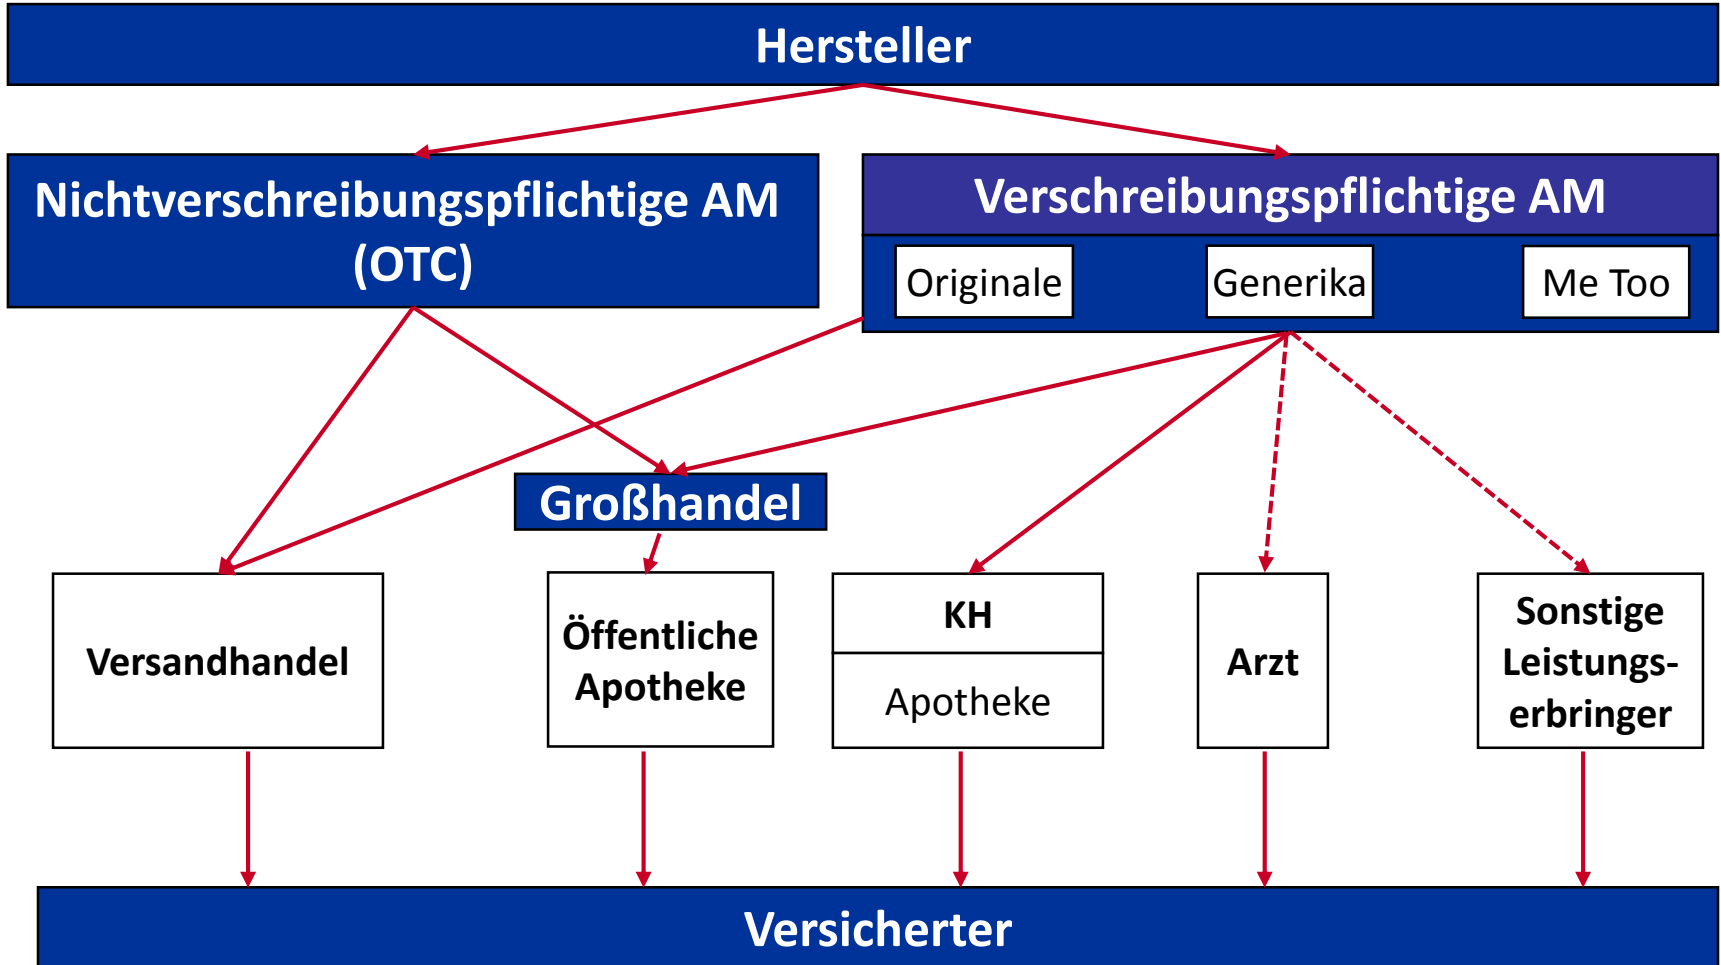 Hersteller
Nichtverschreibungspflichtige AM
(OTC)
Verschreibungspflichtige AM
Originale
Generika
Me Too
Großhandel
Versandhandel
Öffentliche
Apotheke
KH
Apotheke
Arzt
Sonstige
Leistungs-
erbringer
Versicherter